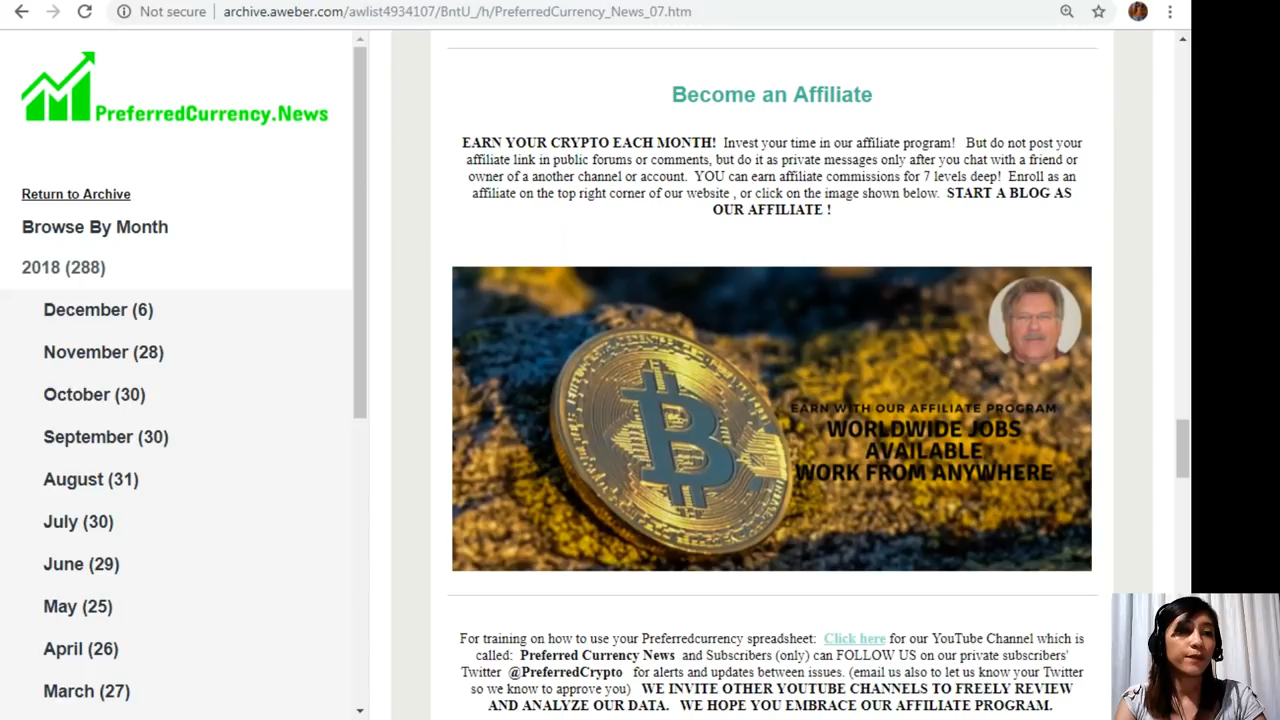 Not secure archive.aweber.com/awlist4934107/BntU_/h/PreferredCurrency_News_07.htm
PreferredCurrency.News
Return to Archive
Browse By Month
2018 (288)
December (6)
November (28)
October (30)
September (30)
August (31)
July (30)
June (29)
May (25)
April (26)
March (27)
Become an Affiliate
EARN YOUR CRYPTO EACH MONTH! Invest your time in our affiliate program! But do not post your
affiliate link in public forums or comments, but do it as private messages only after you chat with a friend or
owner of a another channel or account. YOU can earn affiliate commissions for 7 levels deep! Enroll as an
affiliate on the top right corner of our website , or click on the image shown below. START A BLOG AS
OUR AFFILIATE !
EARN WITH OUR AFFILIATE PROGRAM
WORLDWIDE JOBS
AVAILABLE
WORK FROM ANYWHERE
For training on how to use your Preferredcurrency spreadsheet: Click here for our YouTube Channel which is
called: Preferred Currency News and Subscribers (only) can FOLLOW US on our private subscribers'
Twitter @PreferredCrypto for alerts and updates between issues. (email us also to let us know your Twitter
so we know to approve you) WE INVITE OTHER YOUTUBE CHANNELS TO FREELY REVIEW
AND ANALYZE OUR DATA. WE HOPE YOU EMBRACE OUR AFFILIATE PROGRAM.